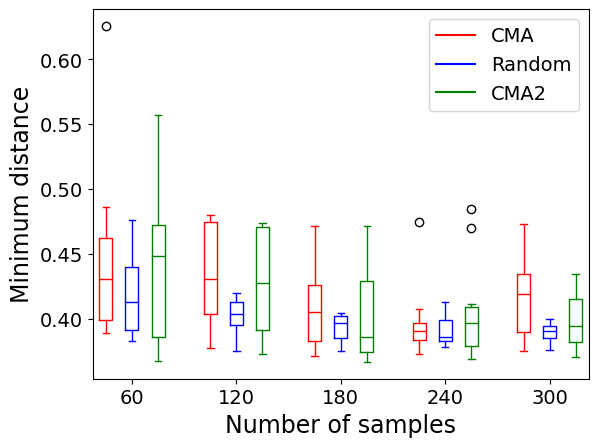 CMA
Random
CMA2
Minimum distance
0.60
0.55
0.50
0.45
0.40
60 120 180 240 300
Number of samples